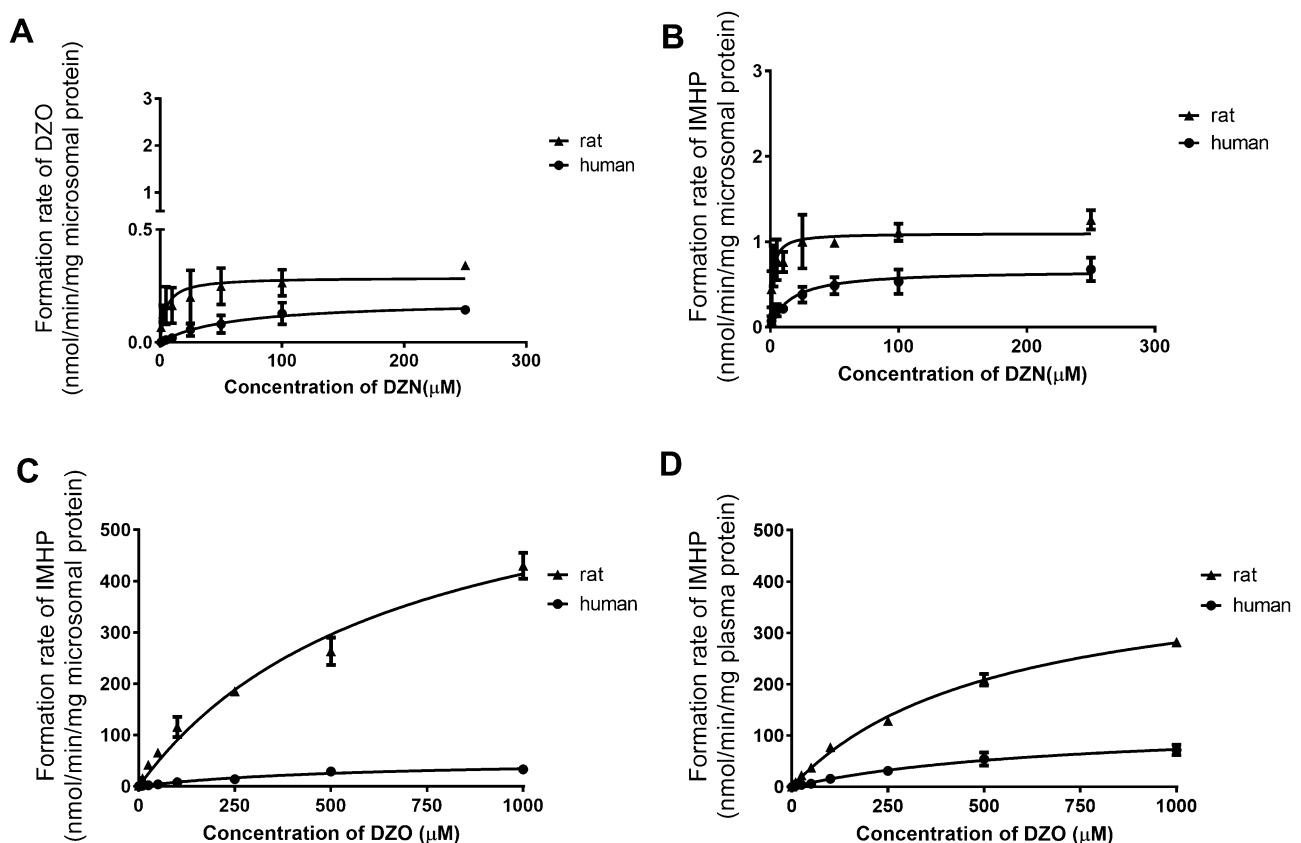 A
Formation rate of DZO
(nmol/min/mg microsomal protein)
3
2
1
0.5
0.0
0
100
200
300
Concentration of DZN(μM)
rat
human
B
Formation rate of IMHP
(nmol/min/mg microsomal protein)
3
2
1
0
0
100
200
300
Concentration of DZN(μM)
rat
human
C
Formation rate of IMHP
(nmol/min/mg microsomal protein)
500
400
300
200
100
0
0
250
500
750
1000
Concentration of DZO (μM)
rat
human
D
Formation rate of IMHP
(nmol/min/mg plasma protein)
500
400
300
200
100
0
0
250
500
750
1000
Concentration of DZO (μM)
rat
human